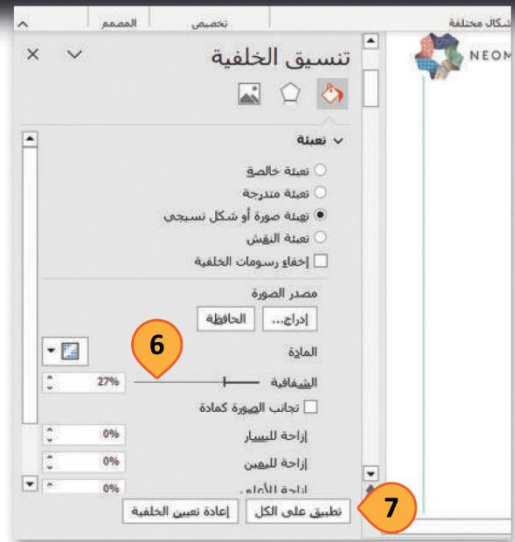 أشكال مختلفة
تخصيص
المصمم
NEOM
تنسيق الخلفية
تعبئة
تعبئة خالصة
تعبئة متدرجة
تعبئة صورة أو شكل نسيجي
تعبئة النقش
إخفاء رسومات الخلفية
مصدر الصورة
إدراج... الحافظة
المادة
6
الشفافية 27%
تجانب الصورة كمادة
إزاحة لليسار 0%
إزاحة لليمين 0%
إزاحة للأعلى 0%
تطبيق على الكل إعادة تعيين الخلفية
7